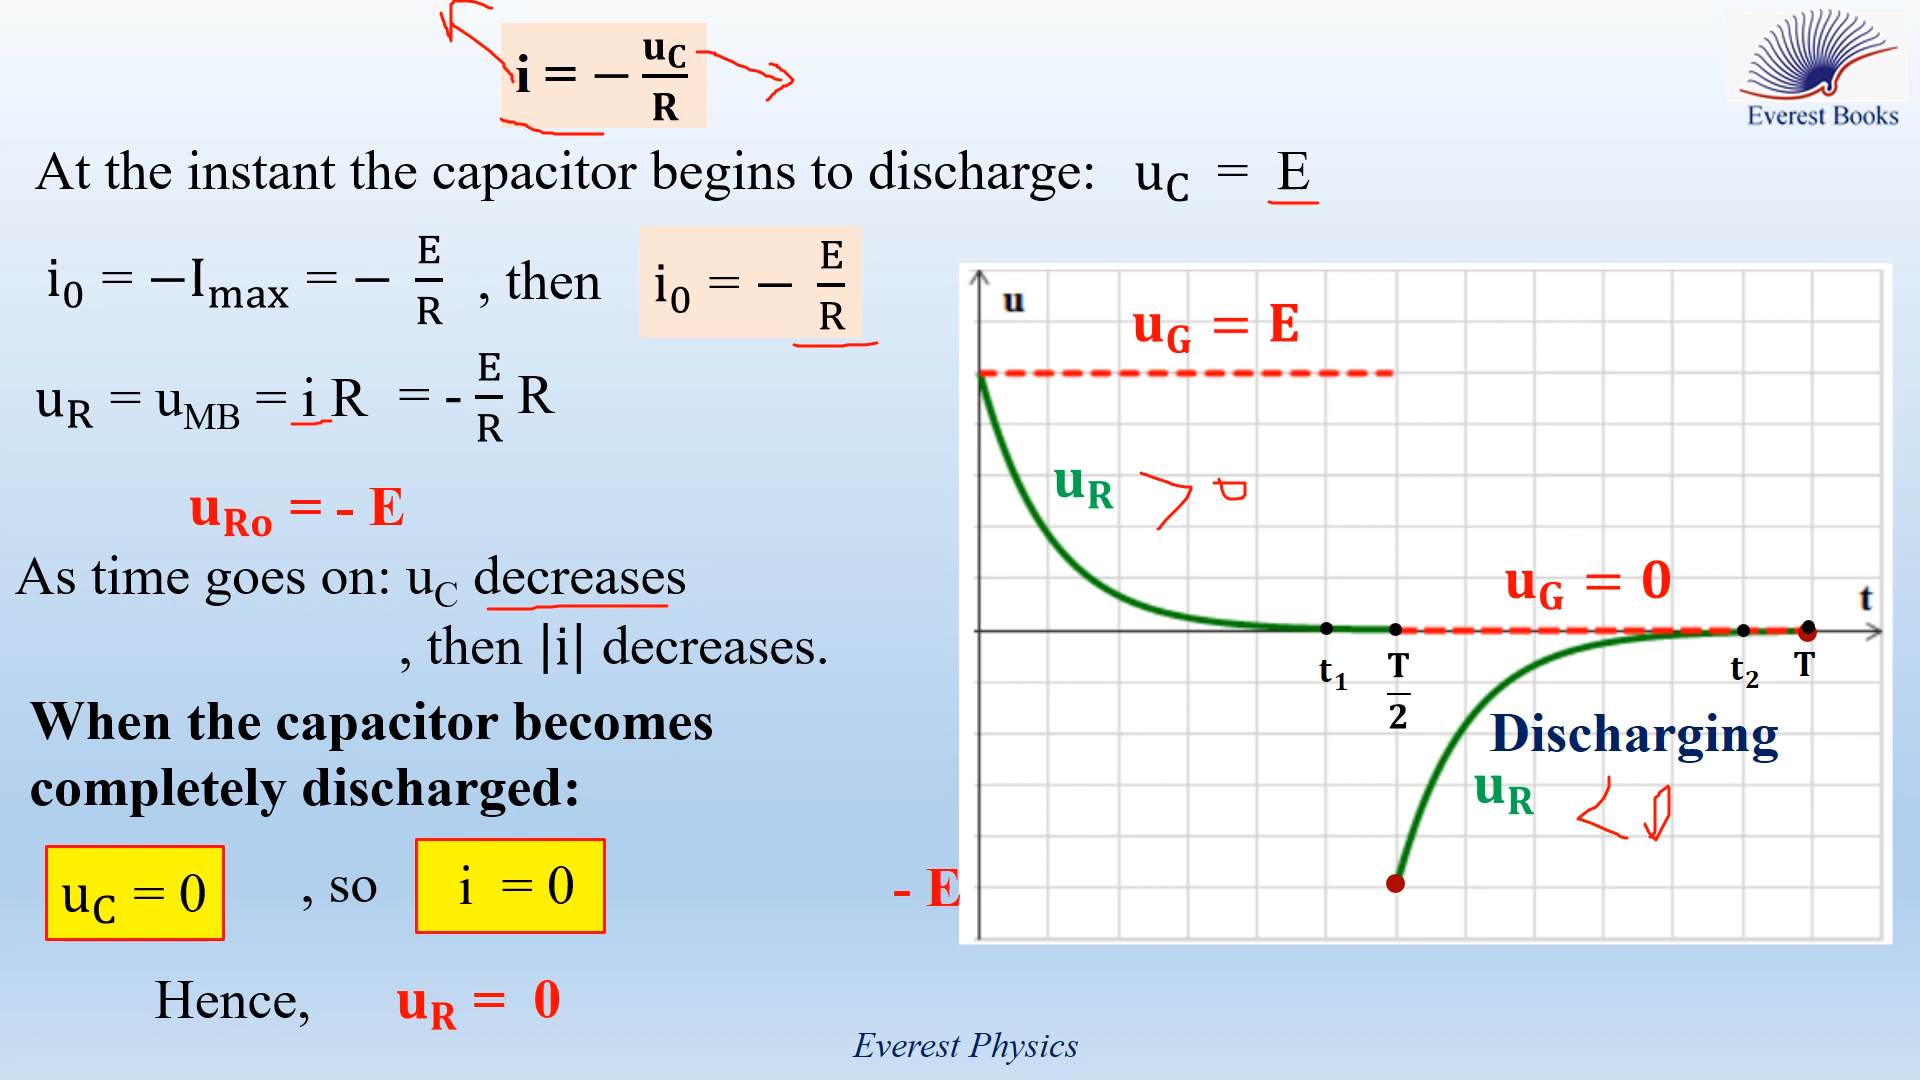 i = − uC/R
Everest Books
At the instant the capacitor begins to discharge: uC = E
i0 = −Imax = − E/R , then i0 = − E/R
uR = uMB = i R = - E/R R
uRo = - E
As time goes on: uC decreases
, then |i| decreases.
When the capacitor becomes
completely discharged:
uC = 0 , so i = 0
Hence, uR = 0
u
uG = E
uR > 0
uG = 0
t
t1 T/2 t2 T
Discharging
uR < 0
- E
Everest Physics